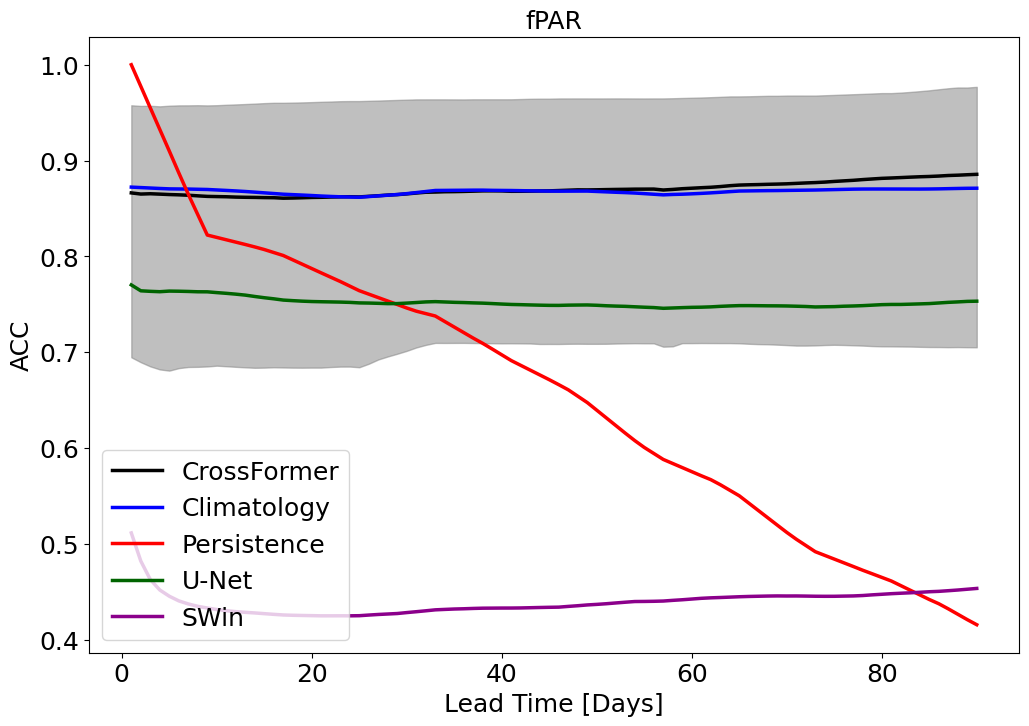 fPAR
1.0
0.9
0.8
0.7
0.6
0.5
0.4
ACC
CrossFormer
Climatology
Persistence
U-Net
SWin
0 20 40 60 80
Lead Time [Days]